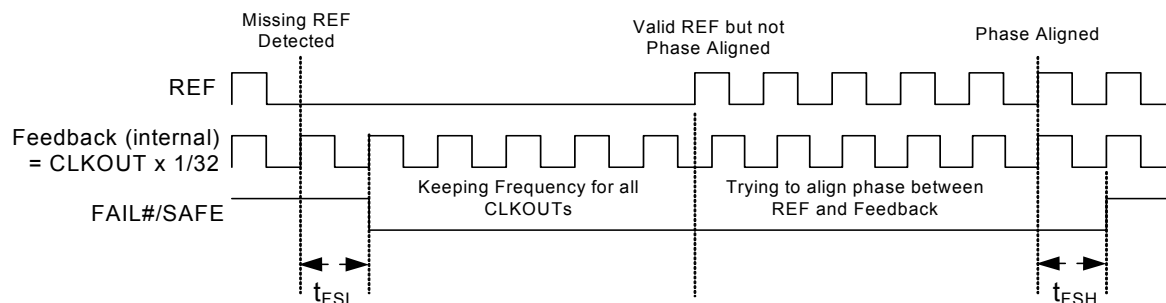 Missing REF
Detected
Valid REF but not
Phase Aligned
Phase Aligned
REF
Feedback (internal)
= CLKOUT x 1/32
Keeping Frequency for all
CLKOUTs
Trying to align phase between
REF and Feedback
FAIL#/SAFE
tFSL
tFSH